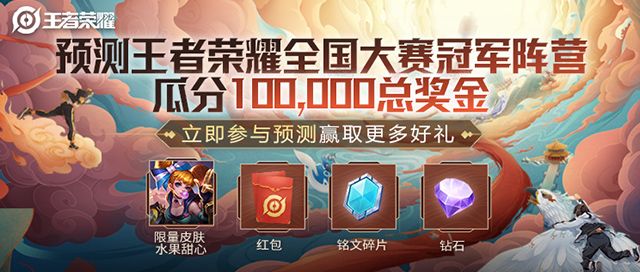 王者荣耀
预测王者荣耀全国大赛冠军阵营
瓜分100,000总奖金
立即参与预测赢取更多好礼
限量皮肤
水果甜心
红包
铭文碎片
钻石